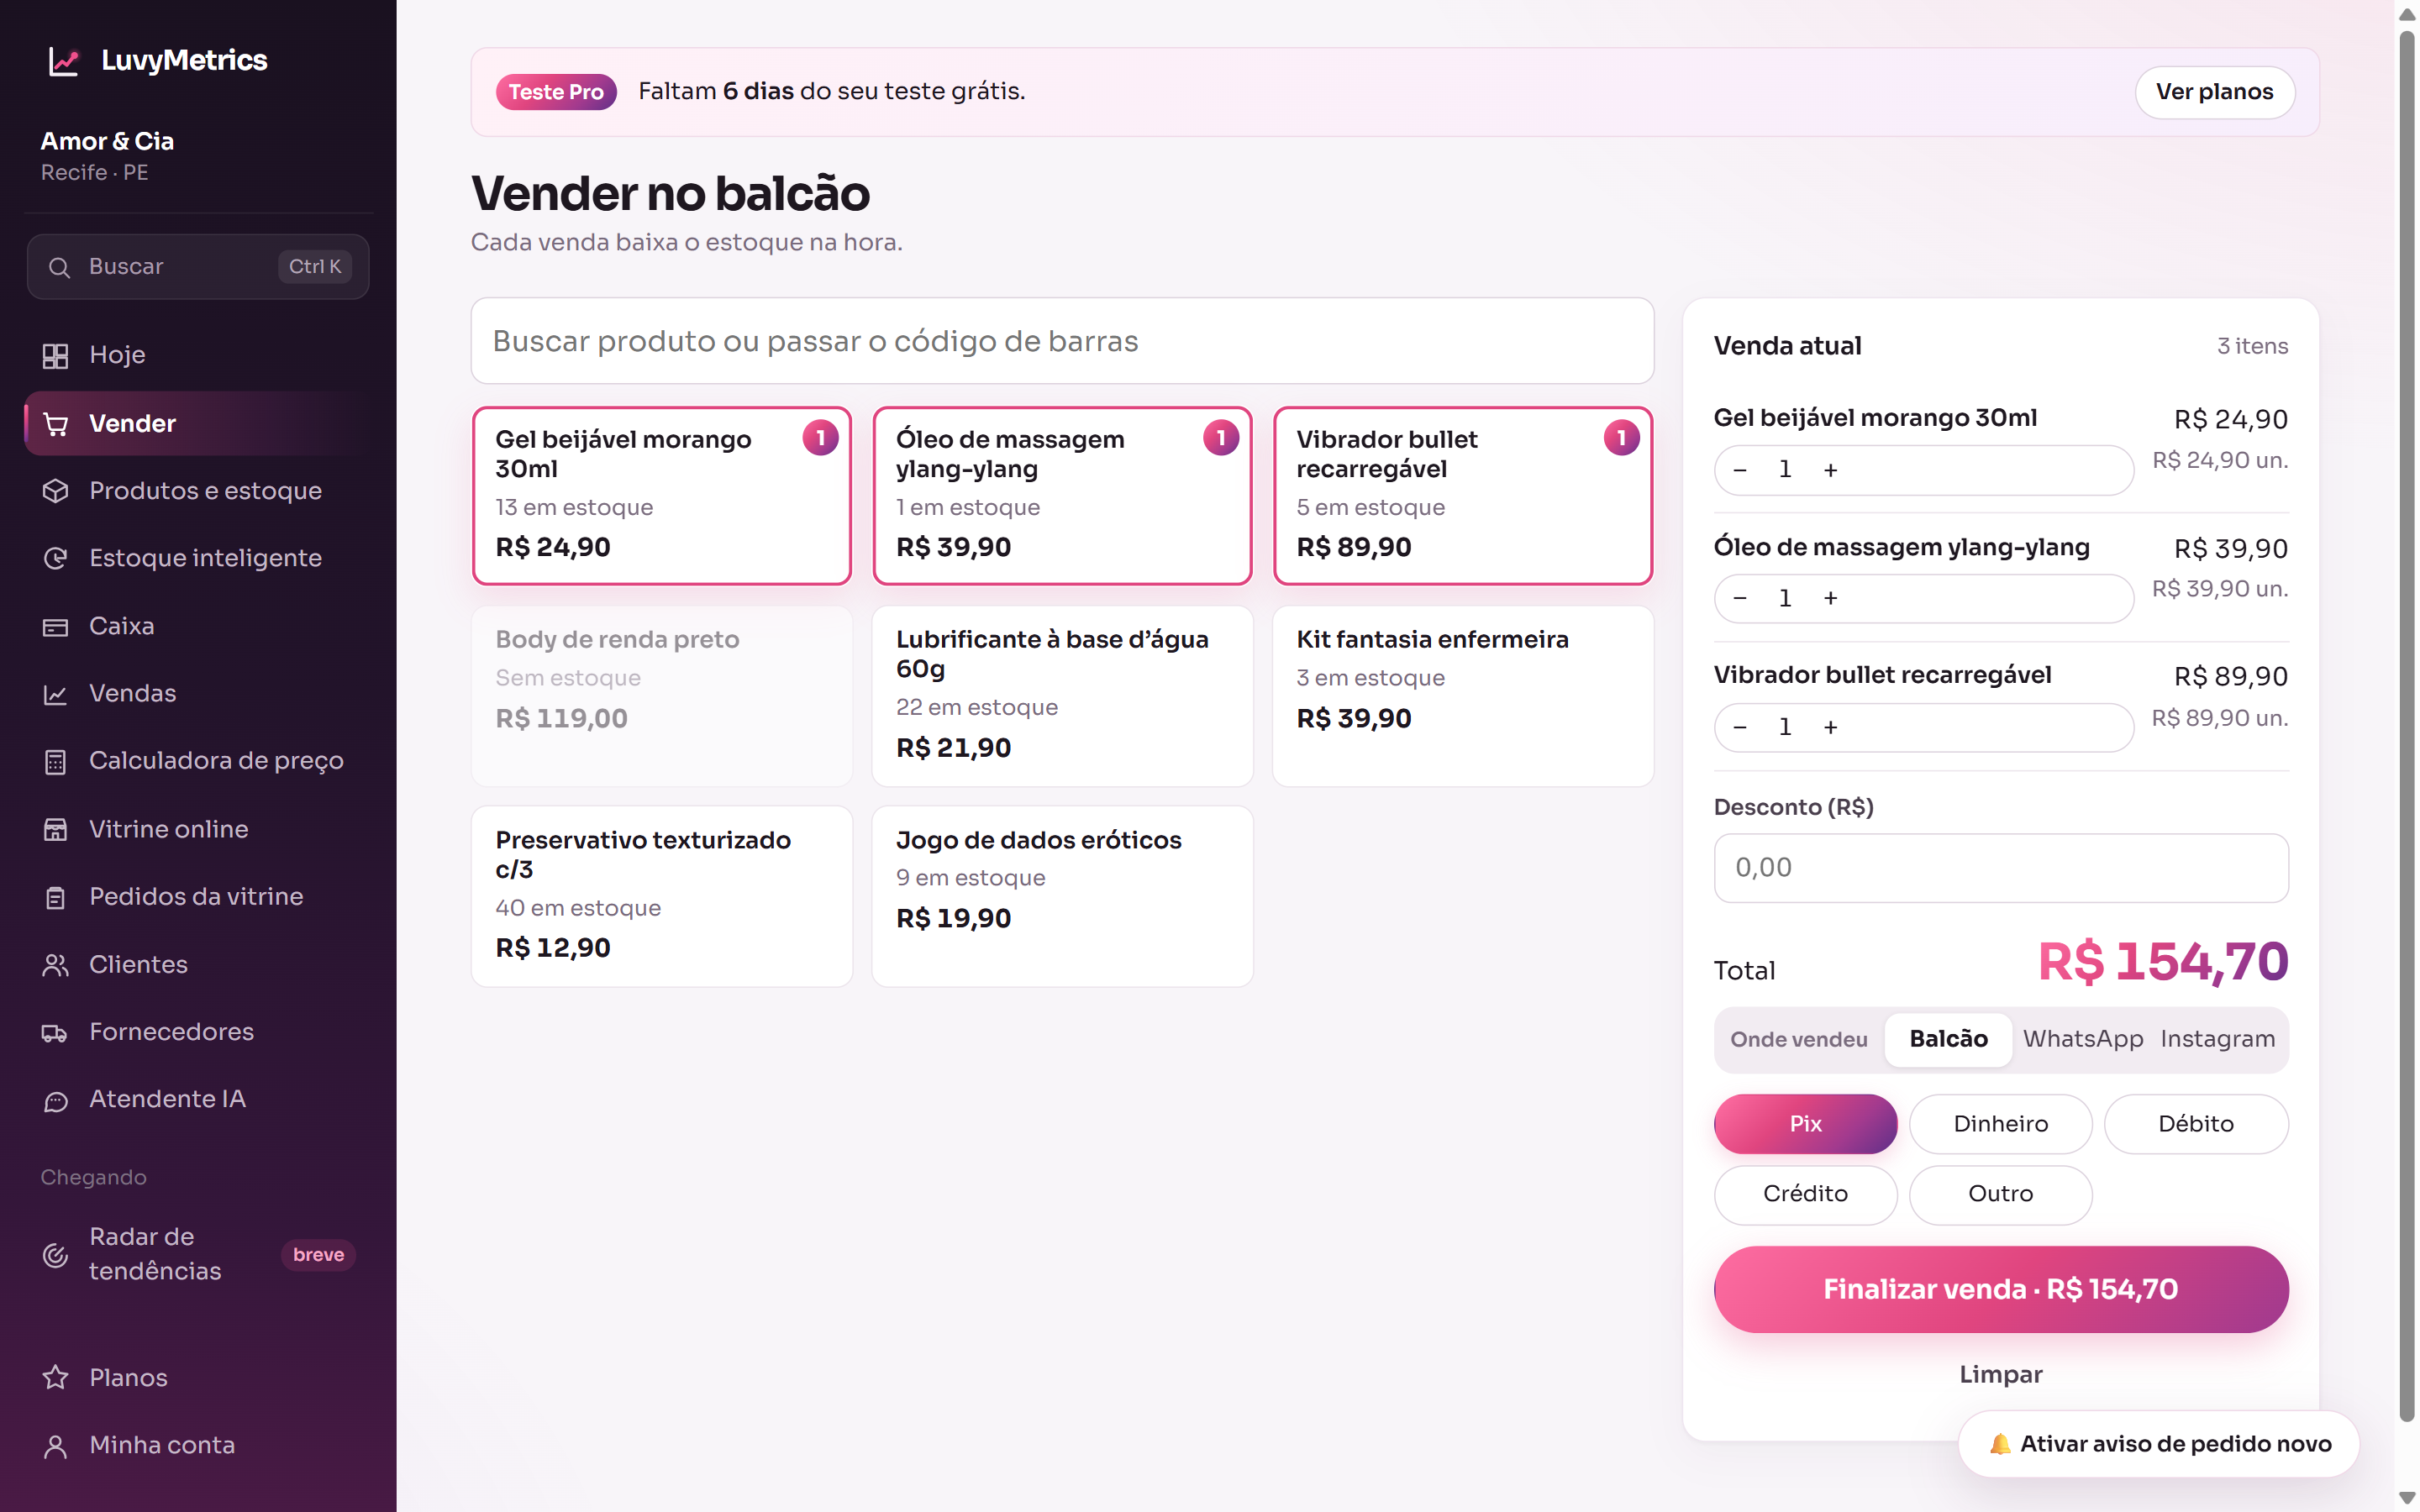 LuvyMetrics
Amor & Cia
Recife · PE
Buscar
Ctrl K
Hoje
Vender
Produtos e estoque
Estoque inteligente
Caixa
Vendas
Calculadora de preço
Vitrine online
Pedidos da vitrine
Clientes
Fornecedores
Atendente IA
Chegando
Radar de
tendências
breve
Planos
Minha conta
Teste Pro
Faltam 6 dias do seu teste grátis.
Ver planos
Vender no balcão
Cada venda baixa o estoque na hora.
Buscar produto ou passar o código de barras
Gel beijável morango
30ml
1
13 em estoque
R$ 24,90
Óleo de massagem
ylang-ylang
1
1 em estoque
R$ 39,90
Vibrador bullet
recarregável
1
5 em estoque
R$ 89,90
Body de renda preto
Sem estoque
R$ 119,00
Lubrificante à base d’água
60g
22 em estoque
R$ 21,90
Kit fantasia enfermeira
3 em estoque
R$ 39,90
Preservativo texturizado
c/3
40 em estoque
R$ 12,90
Jogo de dados eróticos
9 em estoque
R$ 19,90
Venda atual
3 itens
Gel beijável morango 30ml
R$ 24,90
− 1 +
R$ 24,90 un.
Óleo de massagem ylang-ylang
R$ 39,90
− 1 +
R$ 39,90 un.
Vibrador bullet recarregável
R$ 89,90
− 1 +
R$ 89,90 un.
Desconto (R$)
0,00
Total
R$ 154,70
Onde vendeu
Balcão
WhatsApp
Instagram
Pix
Dinheiro
Débito
Crédito
Outro
Finalizar venda · R$ 154,70
Limpar
🔔 Ativar aviso de pedido novo